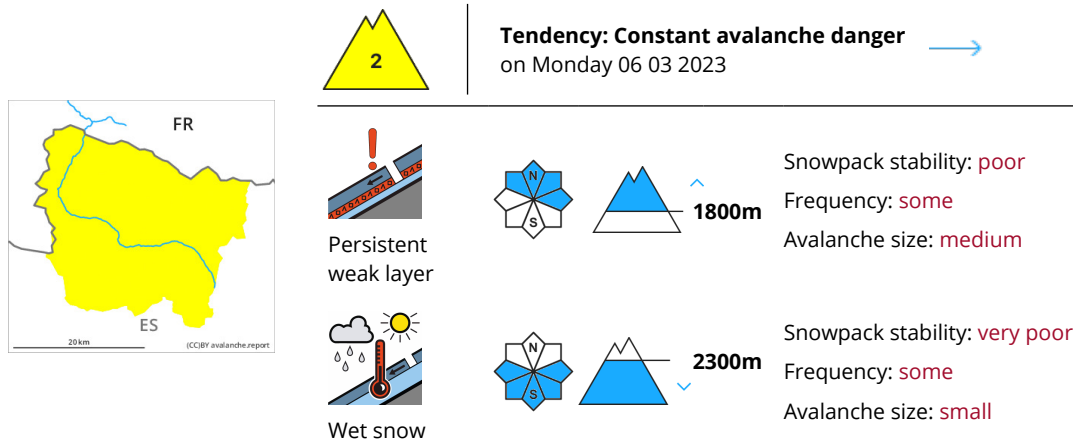 2
Tendency: Constant avalanche danger
on Monday 06 03 2023
FR
ES
20 km
(CC)BY avalanche.report
Persistent
weak layer
N
S
1800m
Snowpack stability: poor
Frequency: some
Avalanche size: medium
Wet snow
N
S
2300m
Snowpack stability: very poor
Frequency: some
Avalanche size: small